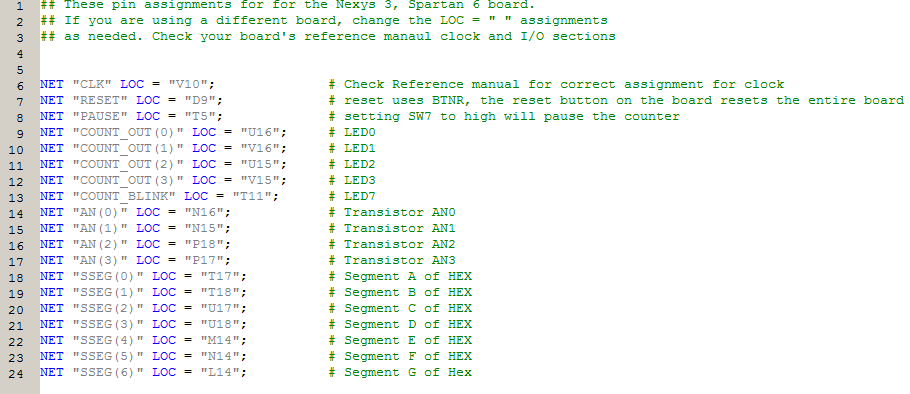 1 ## These pin assignments for for the Nexys 3, Spartan 6 board.
2 ## If you are using a different board, change the LOC = " " assignments
3 ## as needed. Check your board's reference manaul clock and I/O sections
4
5
6 NET "CLK" LOC = "V10"; # Check Reference manual for correct assignment for clock
7 NET "RESET" LOC = "D9"; # reset uses BTNR, the reset button on the board resets the entire board
8 NET "PAUSE" LOC = "T5"; # setting SW7 to high will pause the counter
9 NET "COUNT_OUT(0)" LOC = "U16"; # LED0
10 NET "COUNT_OUT(1)" LOC = "V16"; # LED1
11 NET "COUNT_OUT(2)" LOC = "U15"; # LED2
12 NET "COUNT_OUT(3)" LOC = "V15"; # LED3
13 NET "COUNT_BLINK" LOC = "T11"; # LED7
14 NET "AN(0)" LOC = "N16"; # Transistor AN0
15 NET "AN(1)" LOC = "N15"; # Transistor AN1
16 NET "AN(2)" LOC = "P18"; # Transistor AN2
17 NET "AN(3)" LOC = "P17"; # Transistor AN3
18 NET "SSEG(0)" LOC = "T17"; # Segment A of HEX
19 NET "SSEG(1)" LOC = "T18"; # Segment B of HEX
20 NET "SSEG(2)" LOC = "U17"; # Segment C of HEX
21 NET "SSEG(3)" LOC = "U18"; # Segment D of HEX
22 NET "SSEG(4)" LOC = "M14"; # Segment E of HEX
23 NET "SSEG(5)" LOC = "N14"; # Segment F of HEX
24 NET "SSEG(6)" LOC = "L14"; # Segment G of Hex